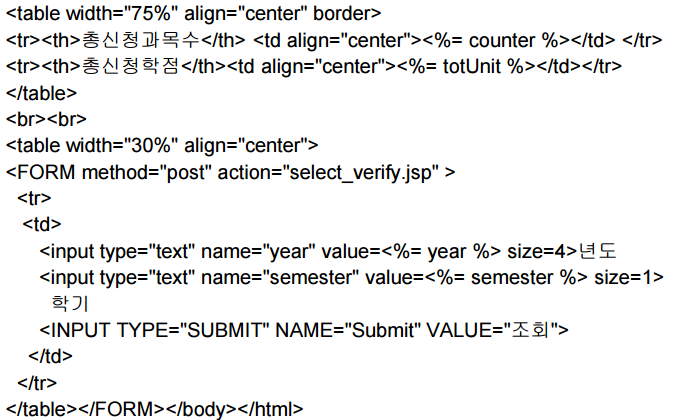 <table width="75%" align="center" border>
<tr><th>총신청과목수</th> <td align="center"><%= counter %></td> </tr>
<tr><th>총신청학점</th><td align="center"><%= totUnit %></td></tr>
</table>
<br><br>
<table width="30%" align="center">
<FORM method="post" action="select_verify.jsp" >
<tr>
<td>
<input type="text" name="year" value=<%= year %> size=4>년도
<input type="text" name="semester" value=<%= semester %> size=1>
학기
<INPUT TYPE="SUBMIT" NAME="Submit" VALUE="조회">
</td>
</tr>
</table></FORM></body></html>